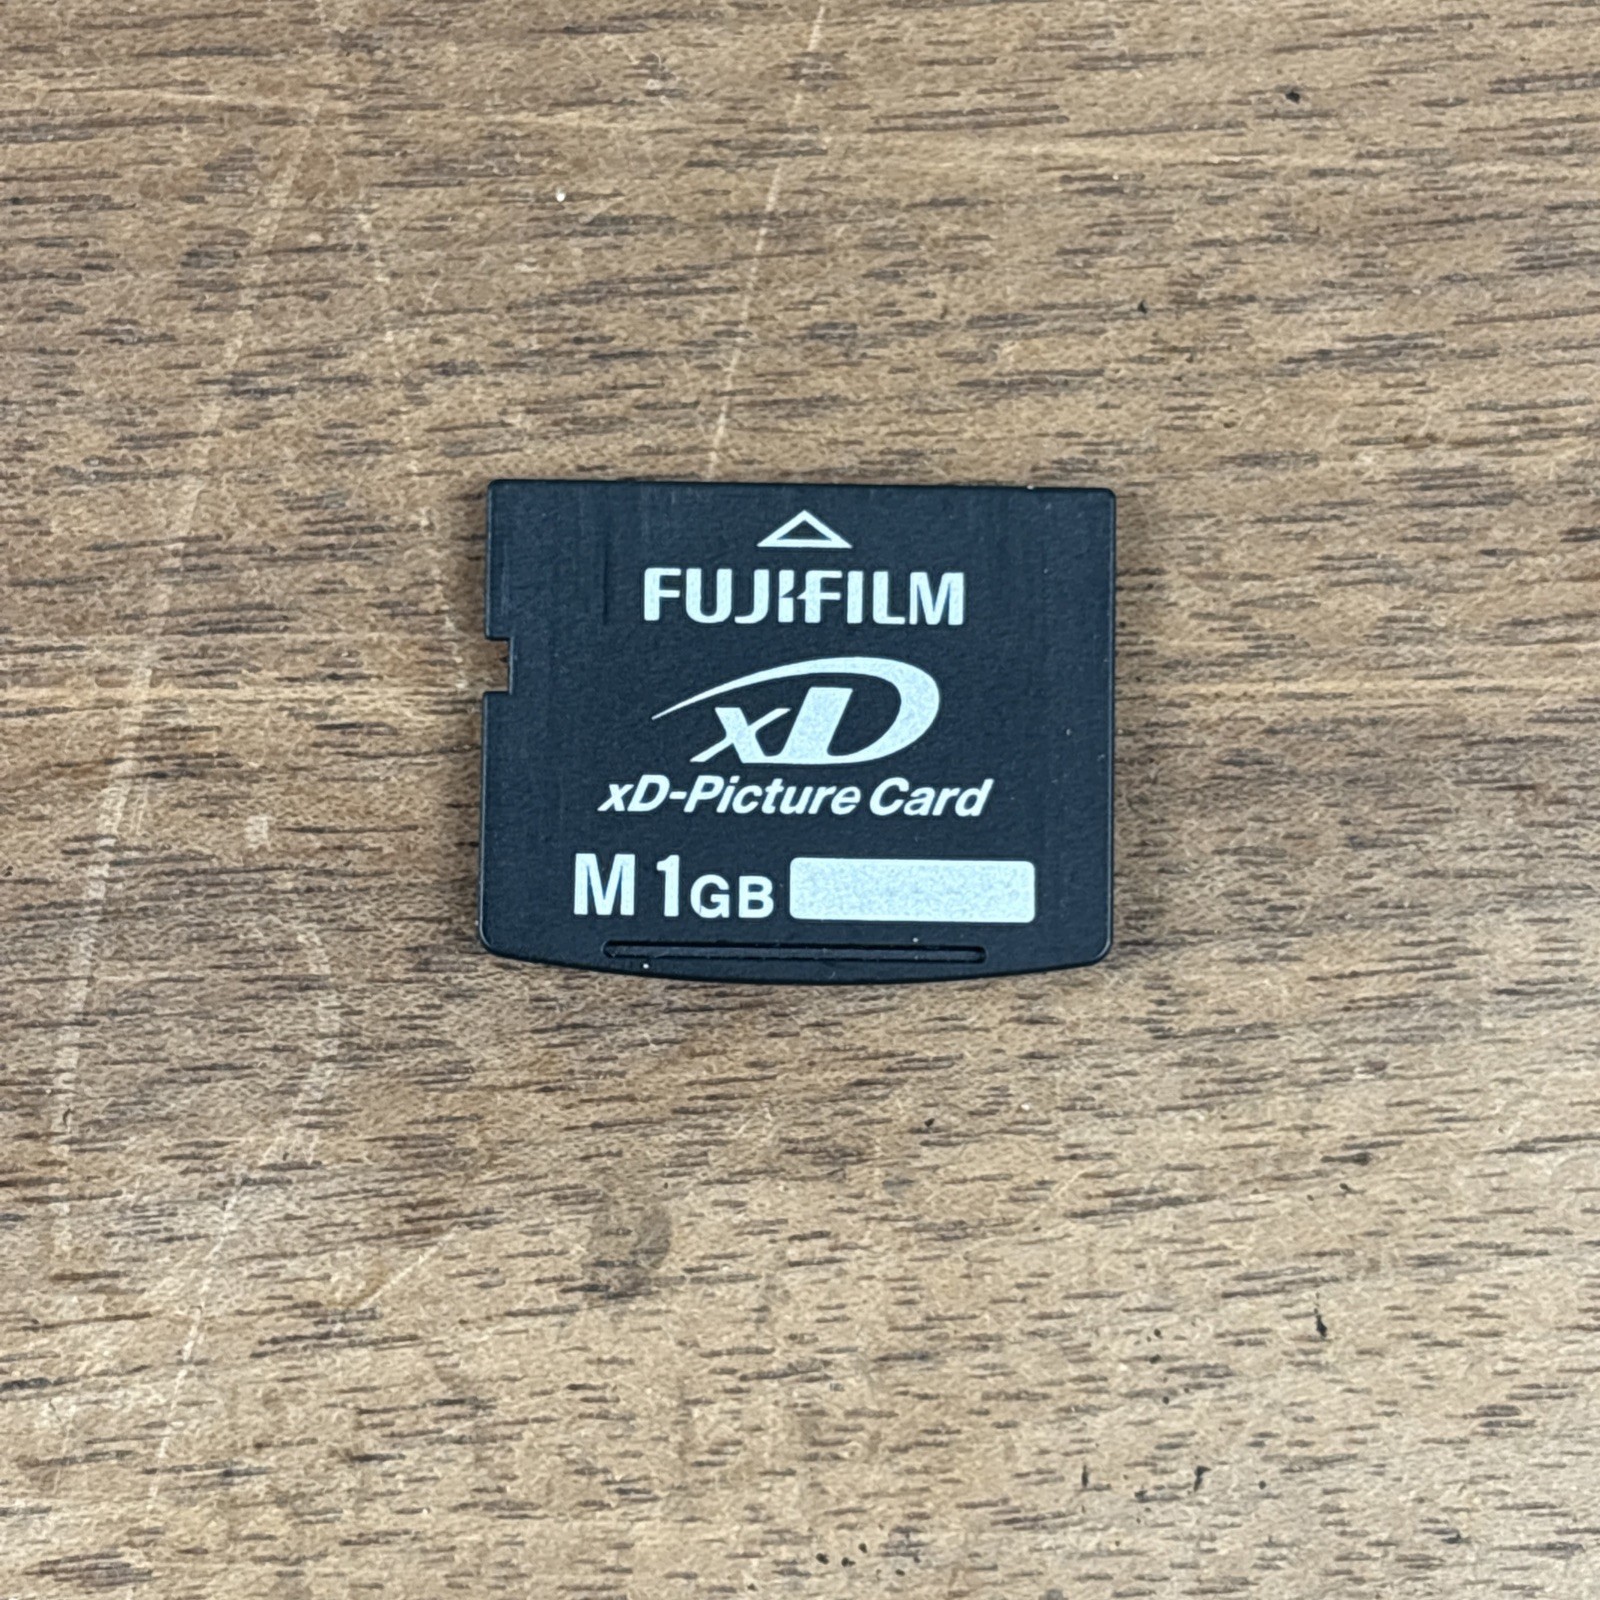 FUJIFILM
xD
xD-Picture Card
M 1GB